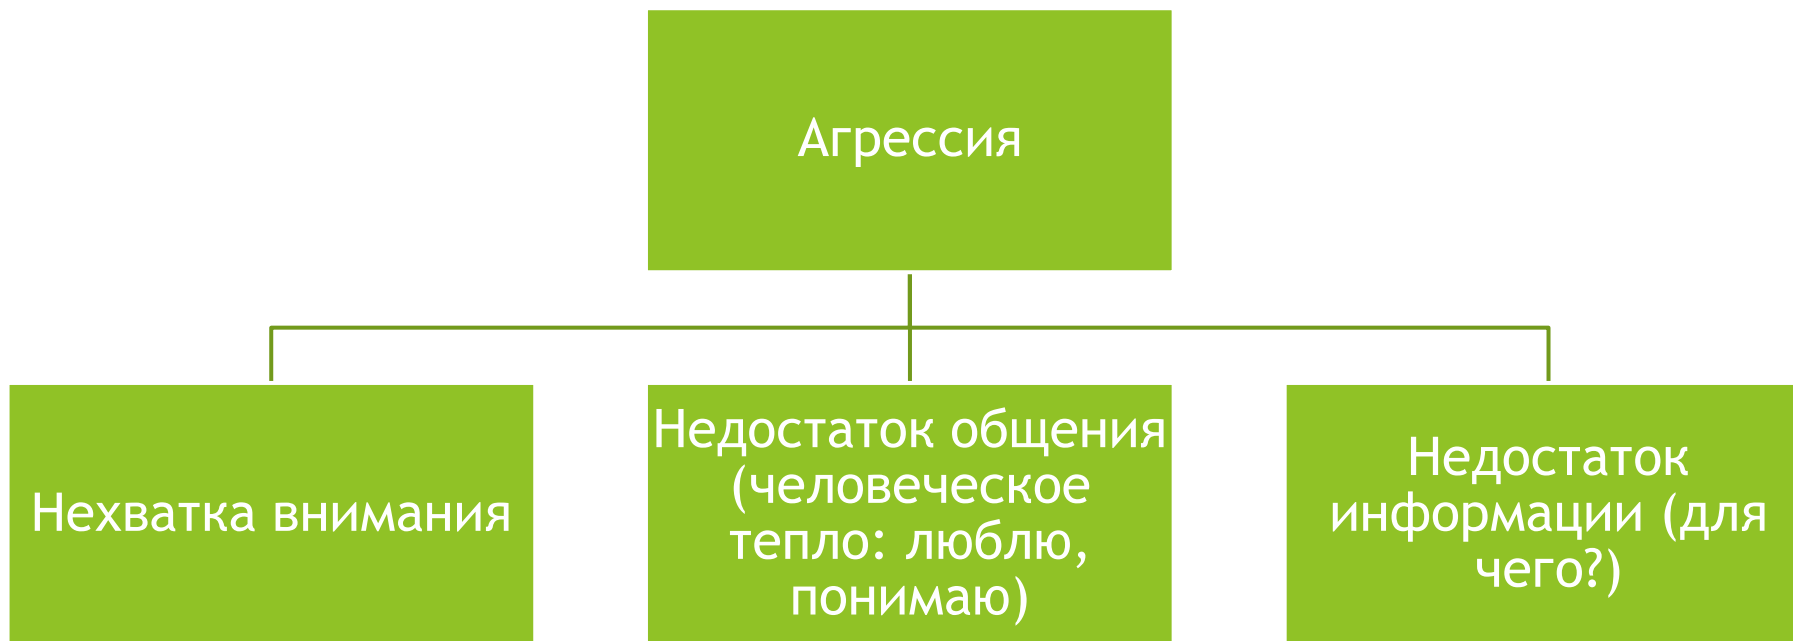 Агрессия
Нехватка внимания
Недостаток общения
(человеческое
тепло: люблю,
понимаю)
Недостаток
информации (для
чего?)